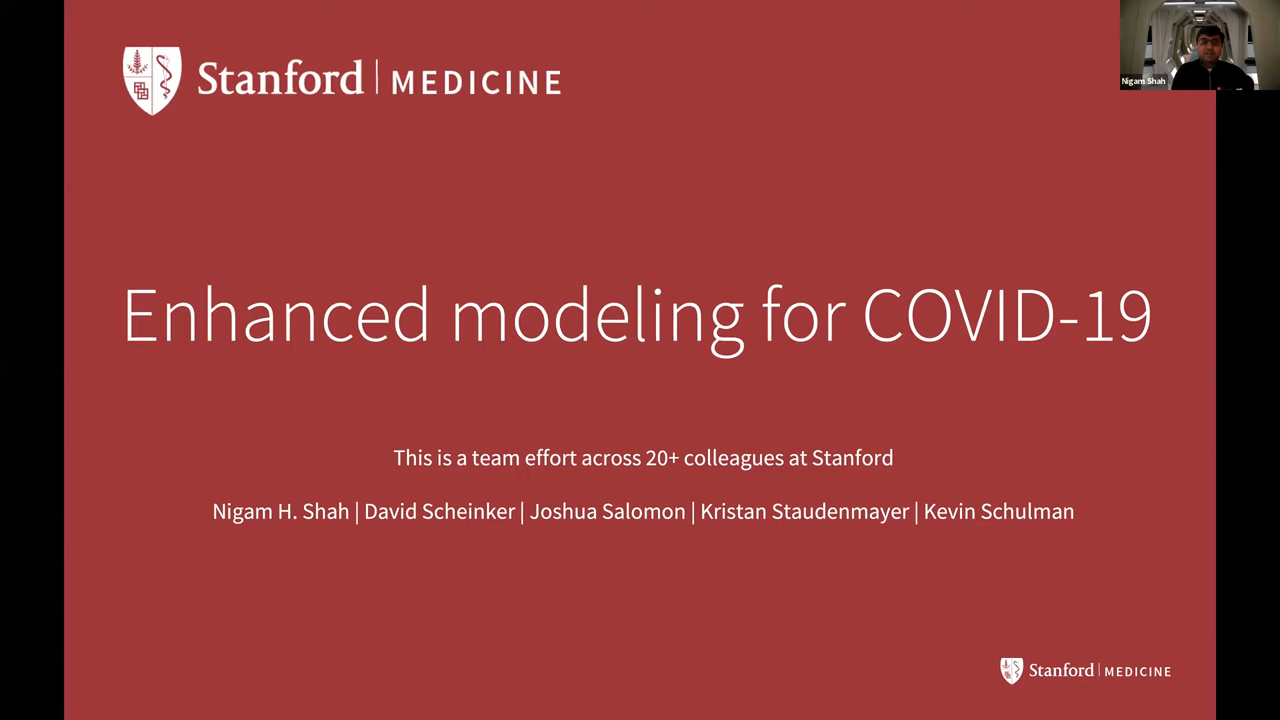 Stanford | MEDICINE
Nigam Shah
Enhanced modeling for COVID-19
This is a team effort across 20+ colleagues at Stanford
Nigam H. Shah | David Scheinker | Joshua Salomon | Kristan Staudenmayer | Kevin Schulman
Stanford | MEDICINE